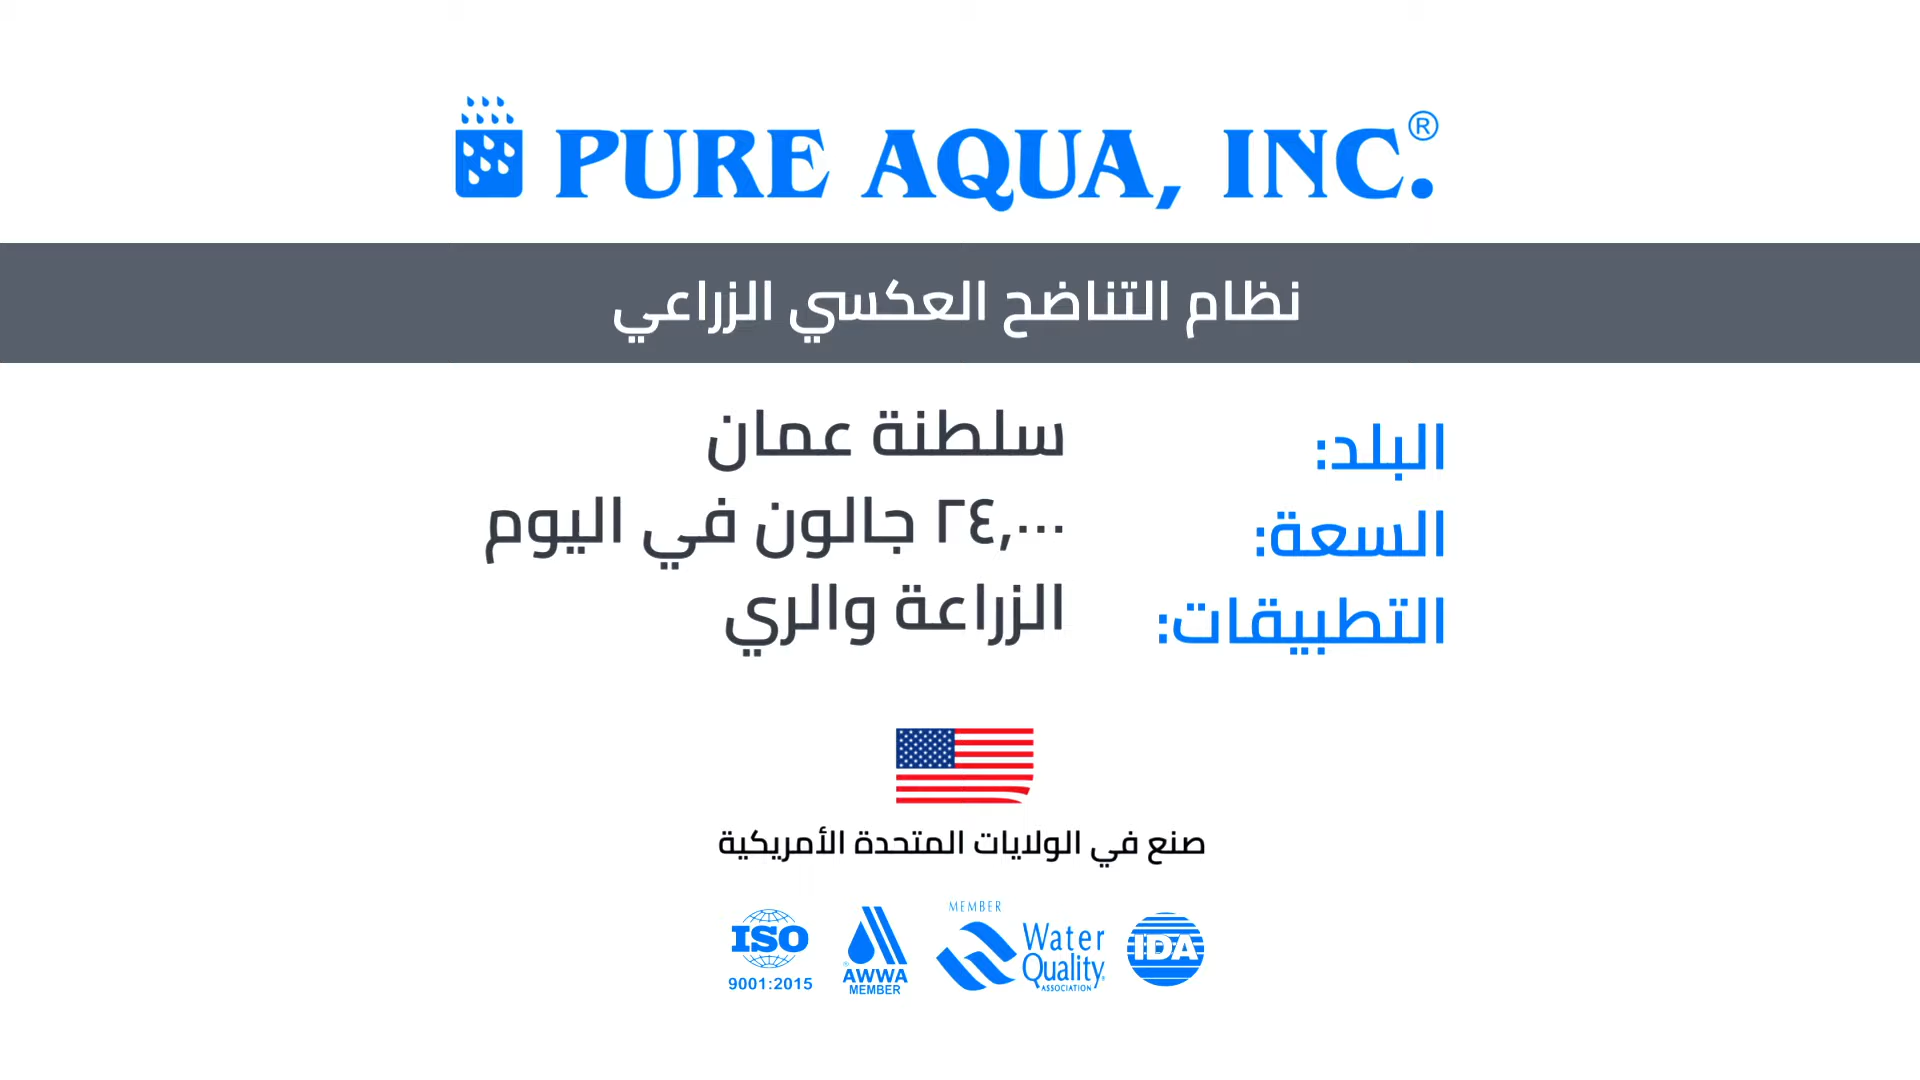 PURE AQUA, INC.®
نظام التناضح العكسي الزراعي
البلد: سلطنة عمان
السعة: ٢٤,٠٠٠ جالون في اليوم
التطبيقات: الزراعة والري
صنع في الولايات المتحدة الأمريكية
ISO
9001:2015
AWWA
MEMBER
MEMBER
Water
Quality
ASSOCIATION
IDA